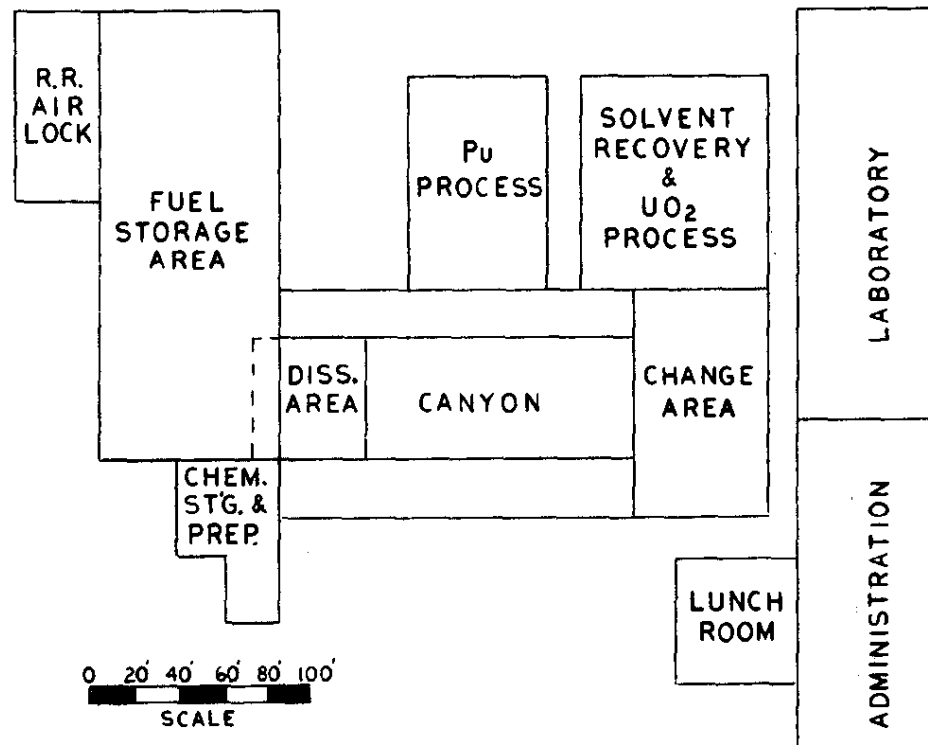 R.R.
AIR
LOCK
FUEL
STORAGE
AREA
Pu
PROCESS
SOLVENT
RECOVERY
&
UO₂
PROCESS
LABORATORY
DISS.
AREA
CANYON
CHANGE
AREA
CHEM.
ST'G. &
PREP.
LUNCH
ROOM
ADMINISTRATION
0 20' 40' 60' 80' 100'
SCALE